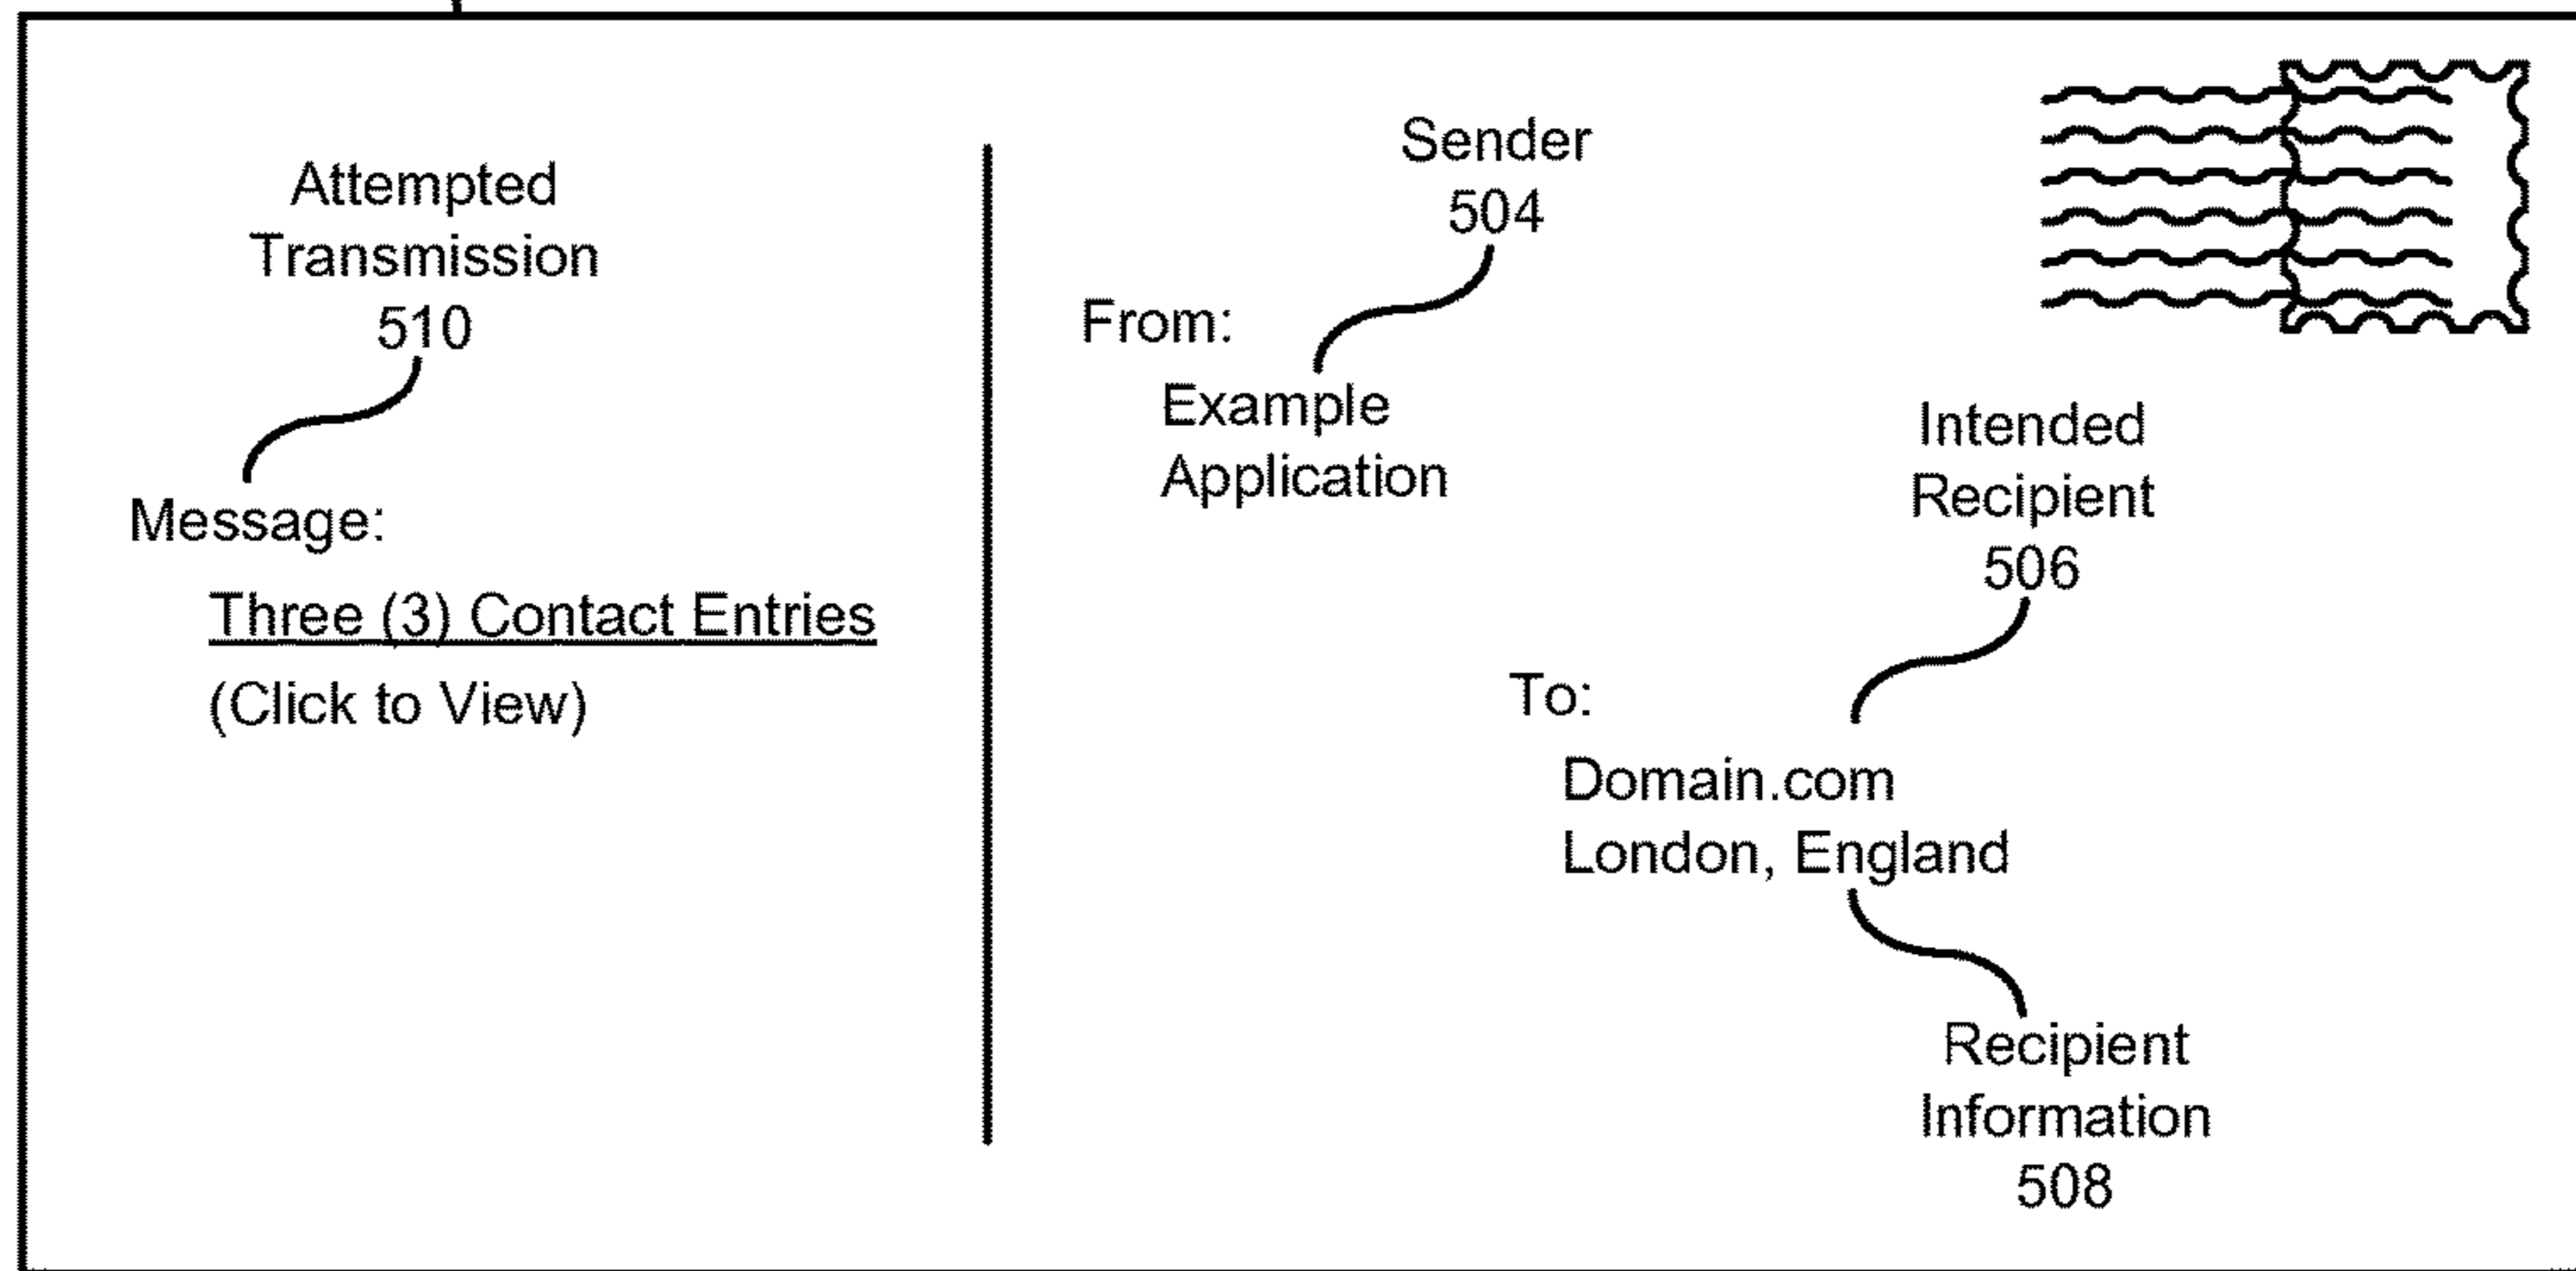 Attempted
Transmission
510
Message:
Three (3) Contact Entries
(Click to View)
Sender
504
From:
Example
Application
Intended
Recipient
506
To:
Domain.com
London, England
Recipient
Information
508